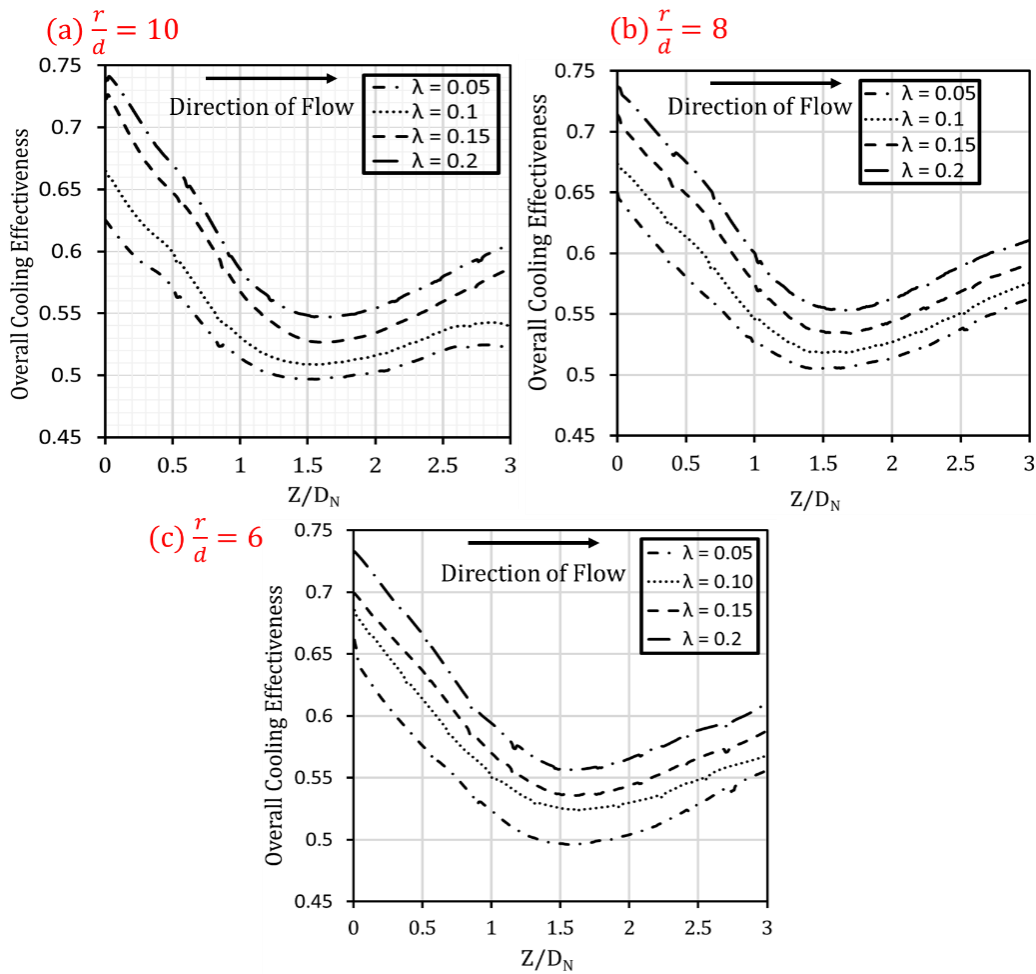 (a) r/d = 10
0.75
0.7
0.65
0.6
0.55
0.5
0.45
Overall Cooling Effectiveness
Direction of Flow
λ = 0.05
λ = 0.1
λ = 0.15
λ = 0.2
0 0.5 1 1.5 2 2.5 3
Z/D_N
(b) r/d = 8
0.75
0.7
0.65
0.6
0.55
0.5
0.45
Overall Cooling Effectiveness
Direction of Flow
λ = 0.05
λ = 0.1
λ = 0.15
λ = 0.2
0 0.5 1 1.5 2 2.5 3
Z/D_N
(c) r/d = 6
0.75
0.7
0.65
0.6
0.55
0.5
0.45
Overall Cooling Effectiveness
Direction of Flow
λ = 0.05
λ = 0.10
λ = 0.15
λ = 0.2
0 0.5 1 1.5 2 2.5 3
Z/D_N